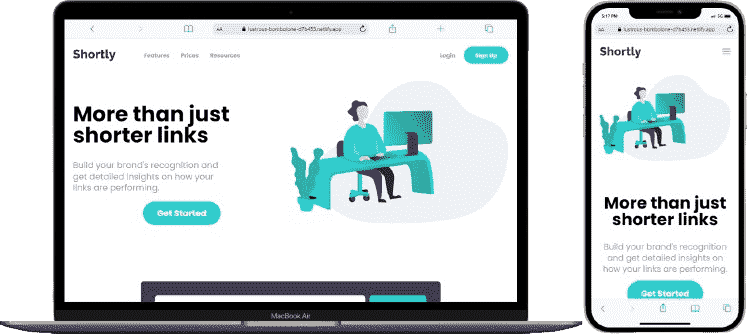 AA lustrous-bombolone-d7b453.netlify.app
Shortly Features Prices Resources Login Sign Up
More than just
shorter links
Build your brand's recognition and
get detailed insights on how your
links are performing.
Get Started
MacBook Air
5:17 PM 5G
AA lustrous-bombolone-d7b453.netlify.app
Shortly
More than just
shorter links
Build your brand's recognition
and get detailed insights on
how your links are performing.
Get Started